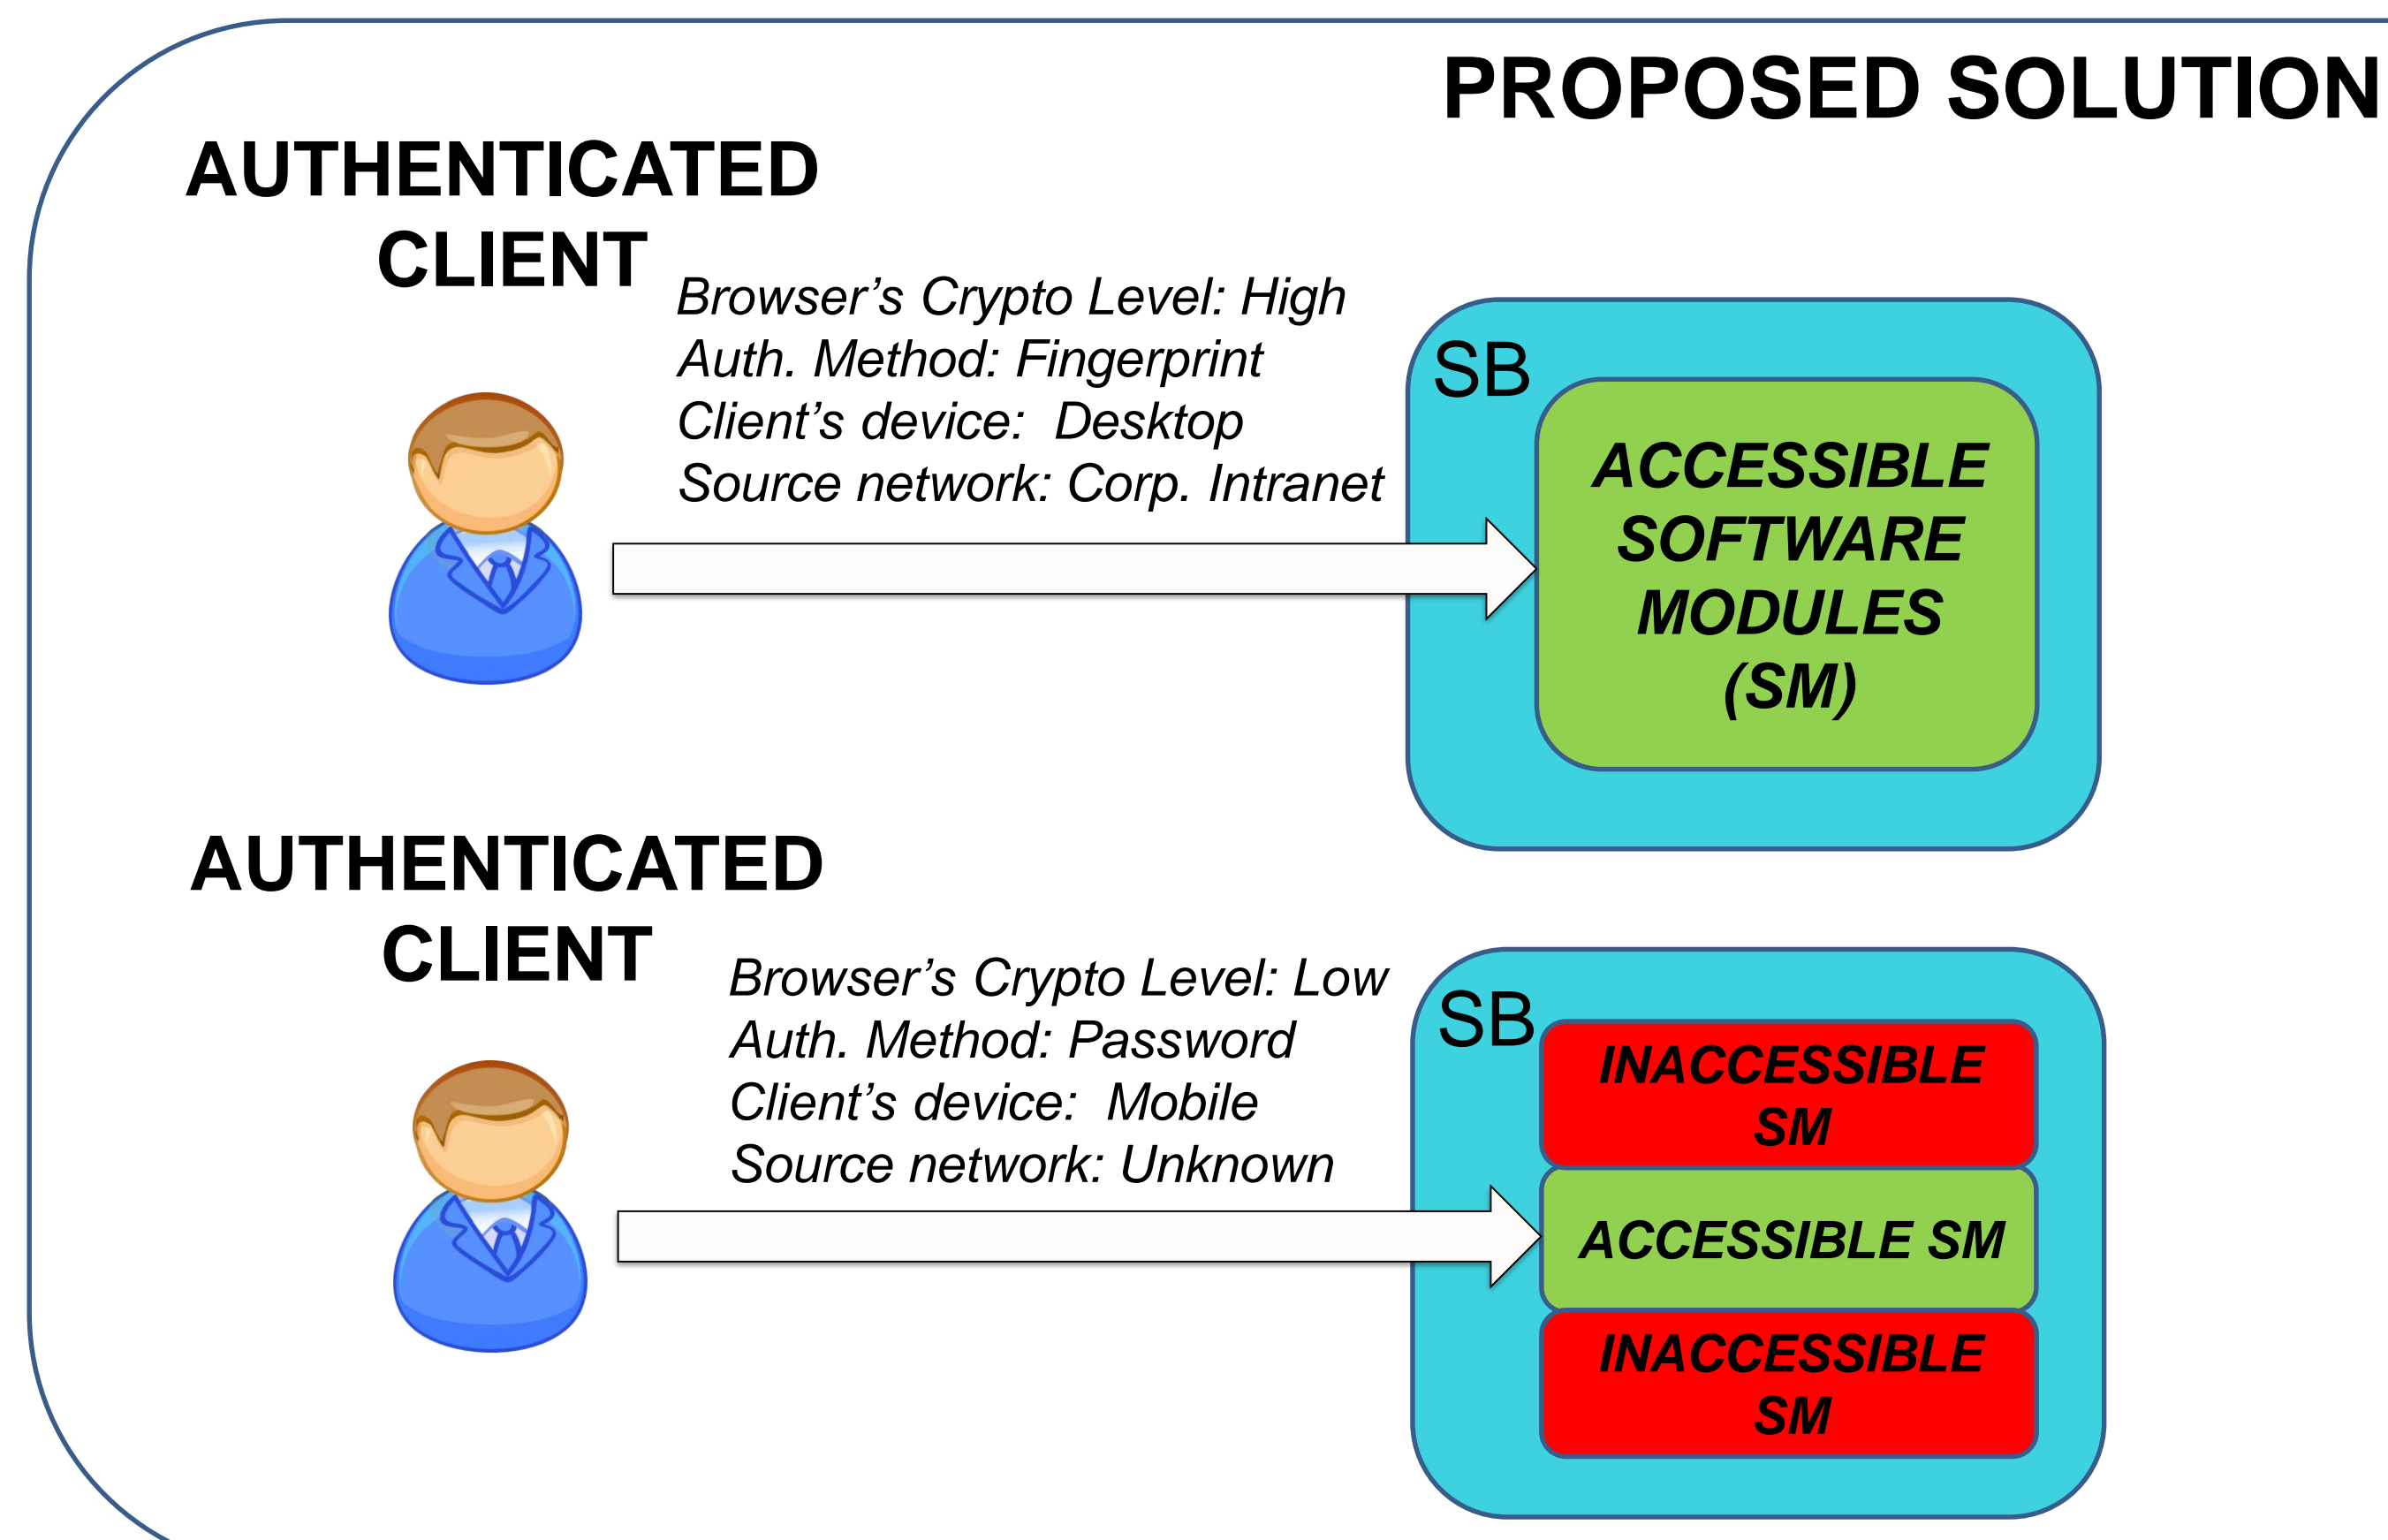 PROPOSED SOLUTION
AUTHENTICATED
CLIENT
Browser’s Crypto Level: High
Auth. Method: Fingerprint
Client’s device:  Desktop
Source network: Corp. Intranet
SB
ACCESSIBLE
SOFTWARE
MODULES
(SM)
AUTHENTICATED
CLIENT
Browser’s Crypto Level: Low
Auth. Method: Password
Client’s device:  Mobile
Source network: Unknown
SB
INACCESSIBLE
SM
ACCESSIBLE SM
INACCESSIBLE
SM